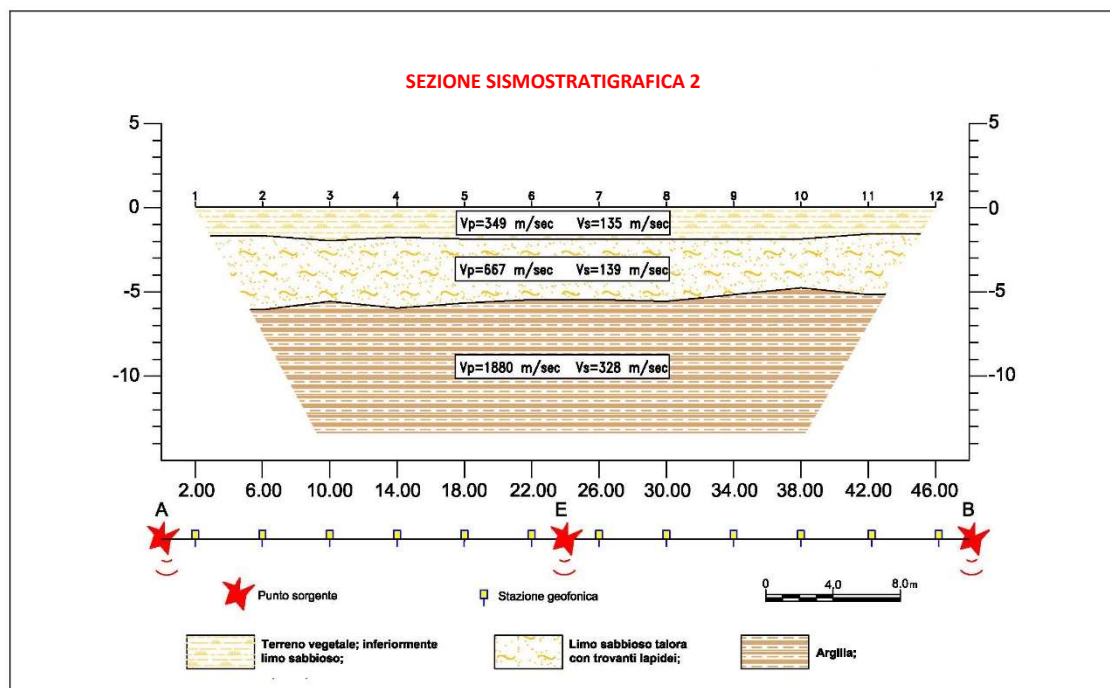 SEZIONE SISMOSTRATIGRAFICA 2
5 5
1 2 3 4 5 6 7 8 9 10 11 12
0 0
Vp=349 m/sec Vs=135 m/sec
Vp=667 m/sec Vs=139 m/sec
-5 -5
Vp=1880 m/sec Vs=328 m/sec
-10 -10
2.00 6.00 10.00 14.00 18.00 22.00 26.00 30.00 34.00 38.00 42.00 46.00
A E B
0 4.0 8.0m
Punto sorgente Stazione geofonica
Terreno vegetale; inferiormente
limo sabbioso;
Limo sabbioso talora
con trovanti lapidei;
Argilla;